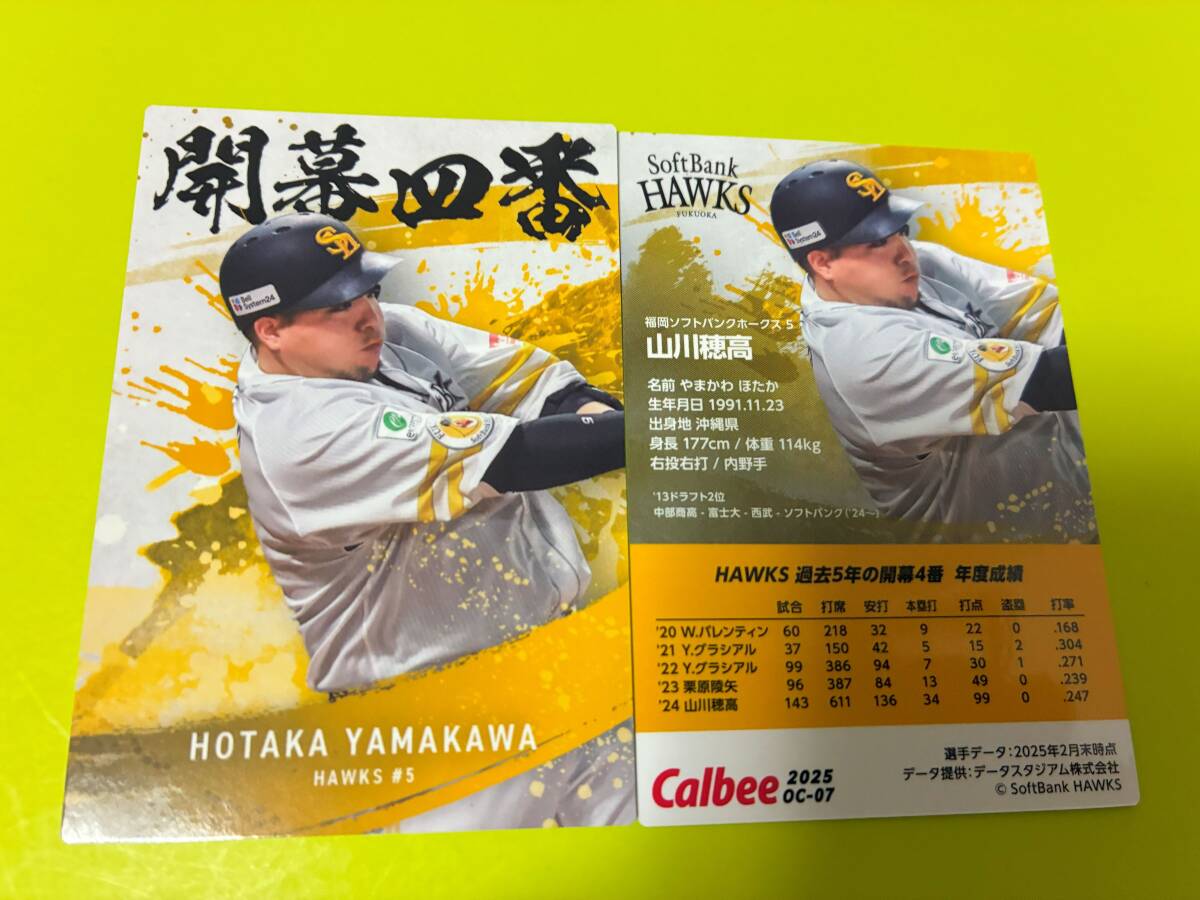 開幕四番
SH
Bell
System24
5
HOTAKA YAMAKAWA
HAWKS #5
SoftBank
HAWKS
FUKUOKA
SH
Bell
System24
福岡ソフトバンクホークス 5
山川穂高
名前 やまかわ ほたか
生年月日 1991.11.23
出身地 沖縄県
身長 177cm / 体重 114kg
右投右打 / 内野手
'13ドラフト2位
中部商高 - 富士大 - 西武 - ソフトバンク ('24〜)
HAWKS 過去5年の開幕4番 年度成績
試合 打席 安打 本塁打 打点 盗塁 打率
'20 W.バレンティン 60 218 32 9 22 0 .168
'21 Y.グラシアル 37 150 42 5 15 2 .304
'22 Y.グラシアル 99 386 94 7 30 1 .271
'23 栗原陵矢 96 387 84 13 49 0 .239
'24 山川穂高 143 611 136 34 99 0 .247
選手データ：2025年2月末時点
データ提供：データスタジアム株式会社
© SoftBank HAWKS
Calbee 2025
OC-07